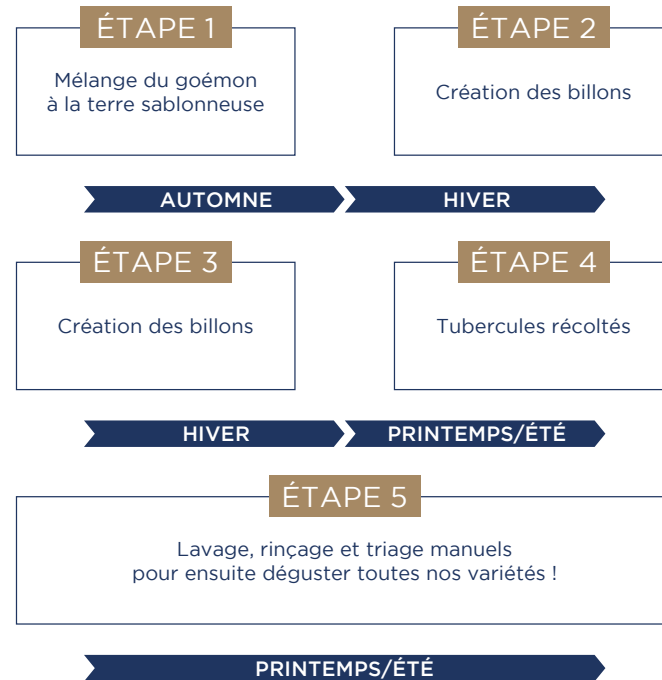 ÉTAPE 1
Mélange du goémon
à la terre sablonneuse
ÉTAPE 2
Création des billons
AUTOMNE
HIVER
ÉTAPE 3
Création des billons
ÉTAPE 4
Tubercules récoltés
HIVER
PRINTEMPS/ÉTÉ
ÉTAPE 5
Lavage, rinçage et triage manuels
pour ensuite déguster toutes nos variétés !
PRINTEMPS/ÉTÉ